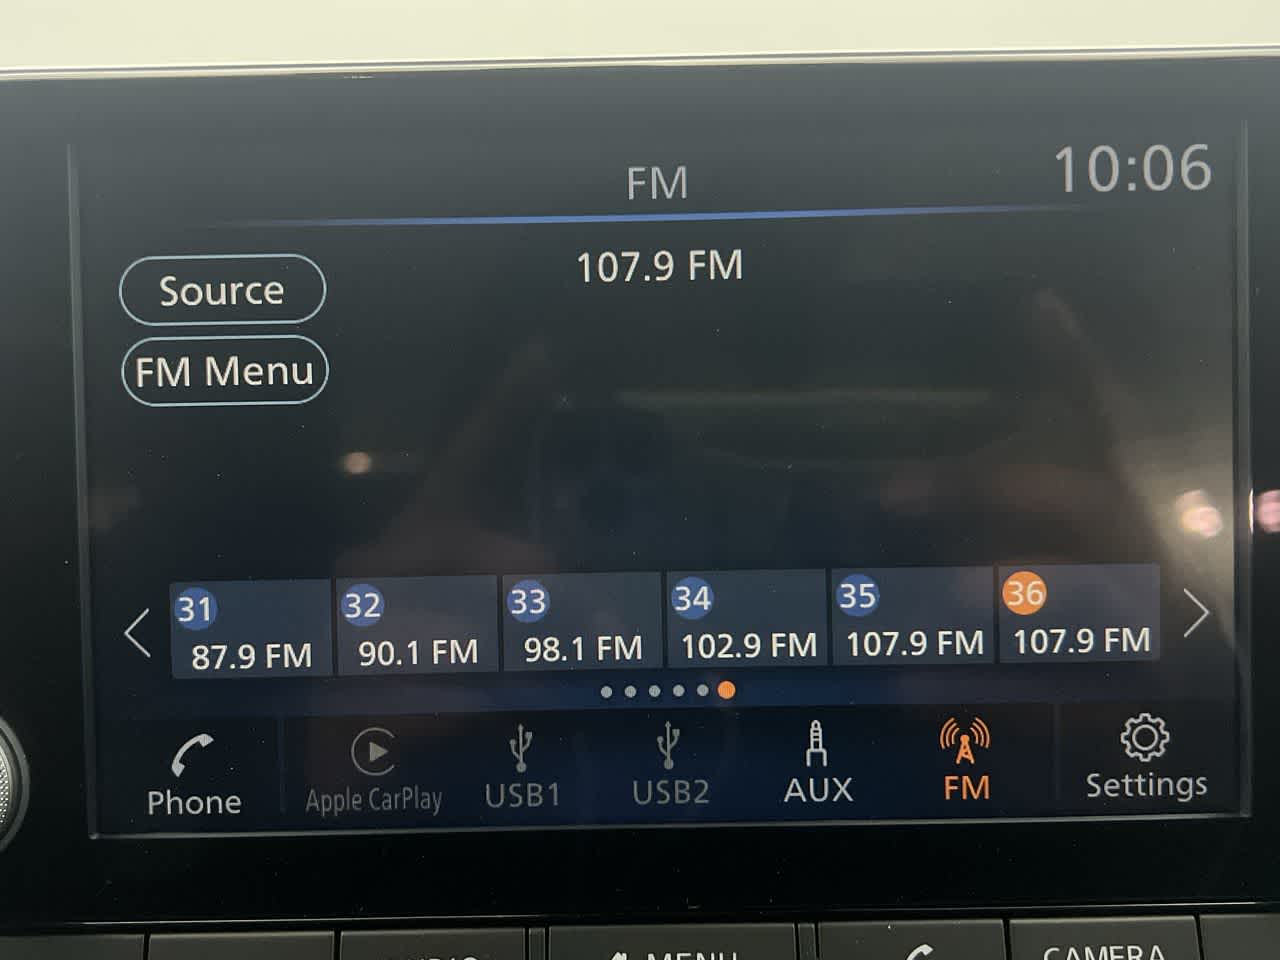 FM
10:06
107.9 FM
Source
FM Menu
31 32 33 34 35 36
87.9 FM 90.1 FM 98.1 FM 102.9 FM 107.9 FM 107.9 FM
Phone Apple CarPlay USB1 USB2 AUX FM Settings
MENU CAMERA